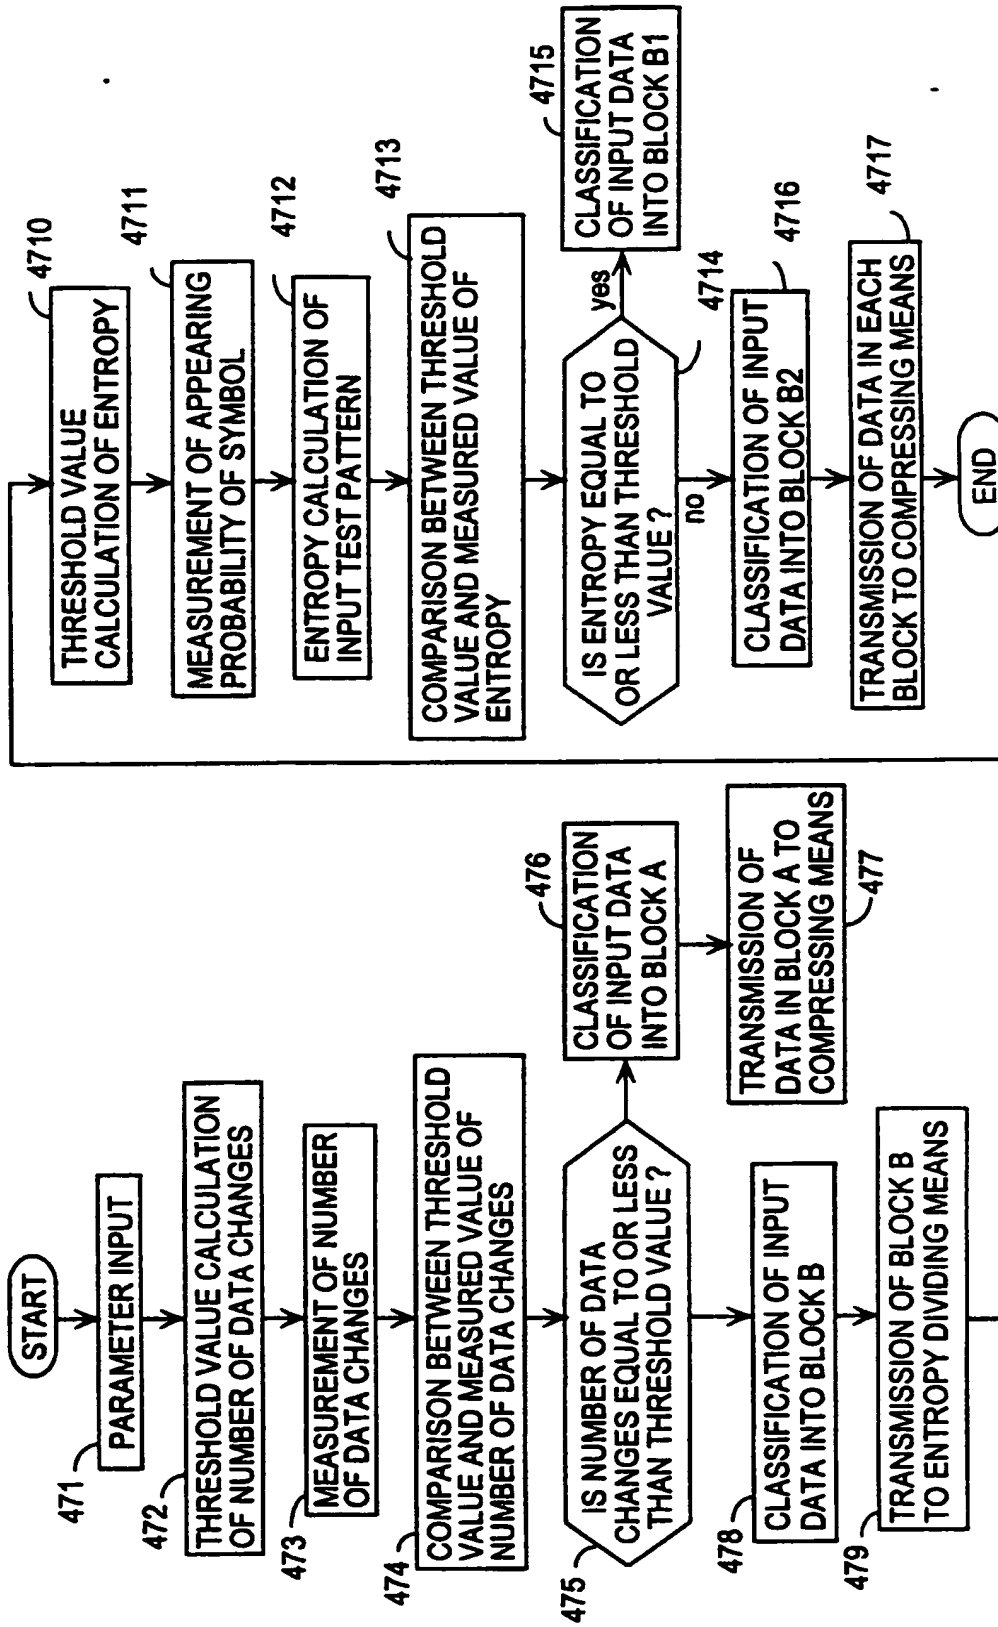 START
471
PARAMETER INPUT
472
THRESHOLD VALUE CALCULATION
OF NUMBER OF DATA CHANGES
473
MEASUREMENT OF NUMBER
OF DATA CHANGES
474
COMPARISON BETWEEN THRESHOLD
VALUE AND MEASURED VALUE OF
NUMBER OF DATA CHANGES
475
IS NUMBER OF DATA
CHANGES EQUAL TO OR LESS
THAN THRESHOLD VALUE ?
476
CLASSIFICATION
OF INPUT DATA
INTO BLOCK A
TRANSMISSION OF
DATA IN BLOCK A TO
COMPRESSING MEANS
477
478
CLASSIFICATION OF INPUT
DATA INTO BLOCK B
479
TRANSMISSION OF BLOCK B
TO ENTROPY DIVIDING MEANS
4710
THRESHOLD VALUE
CALCULATION OF ENTROPY
4711
MEASUREMENT OF APPEARING
PROBABILITY OF SYMBOL
4712
ENTROPY CALCULATION OF
INPUT TEST PATTERN
4713
COMPARISON BETWEEN THRESHOLD
VALUE AND MEASURED VALUE OF
ENTROPY
IS ENTROPY EQUAL TO
OR LESS THAN THRESHOLD
VALUE ?
4714
yes
4715
CLASSIFICATION
OF INPUT DATA
INTO BLOCK B1
no
4716
CLASSIFICATION OF INPUT
DATA INTO BLOCK B2
4717
TRANSMISSION OF DATA IN EACH
BLOCK TO COMPRESSING MEANS
END